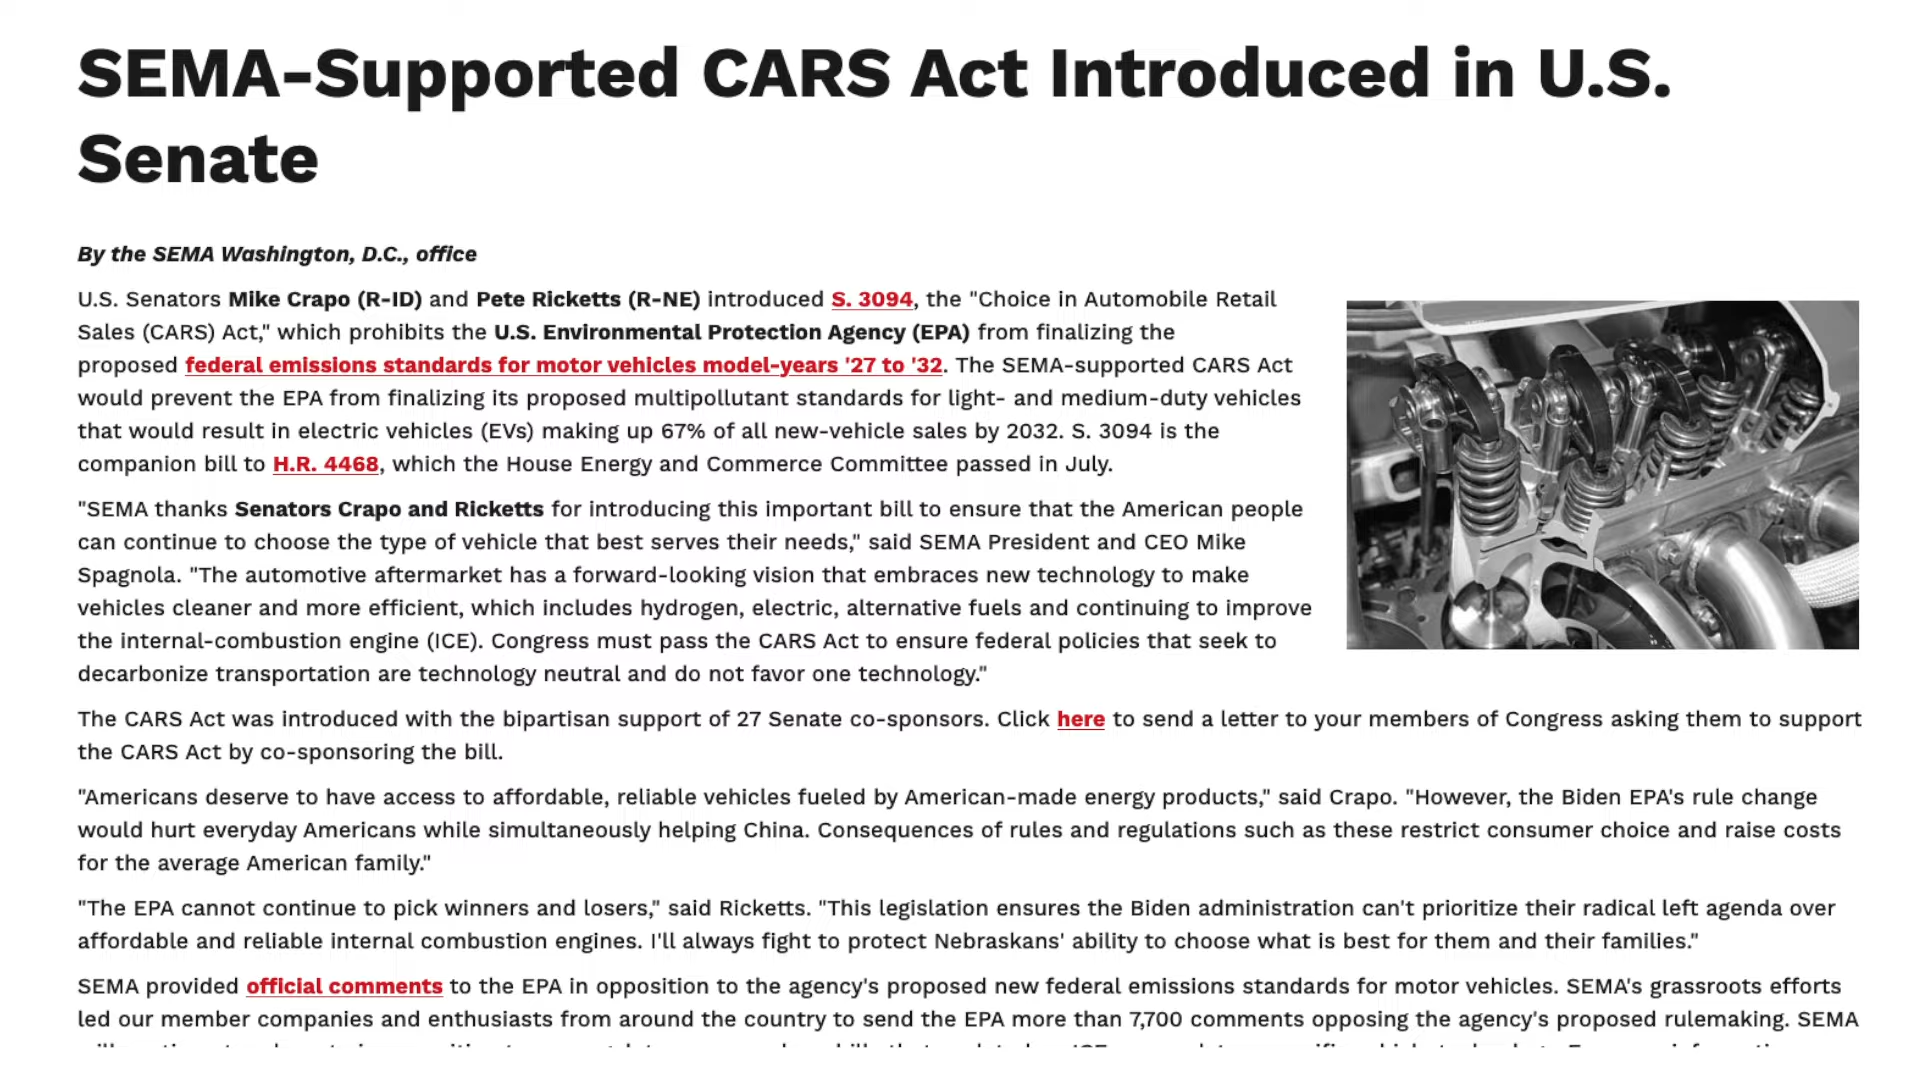 SEMA-Supported CARS Act Introduced in U.S.
Senate
By the SEMA Washington, D.C., office
U.S. Senators Mike Crapo (R-ID) and Pete Ricketts (R-NE) introduced S. 3094, the "Choice in Automobile Retail
Sales (CARS) Act," which prohibits the U.S. Environmental Protection Agency (EPA) from finalizing the
proposed federal emissions standards for motor vehicles model-years '27 to '32. The SEMA-supported CARS Act
would prevent the EPA from finalizing its proposed multipollutant standards for light- and medium-duty vehicles
that would result in electric vehicles (EVs) making up 67% of all new-vehicle sales by 2032. S. 3094 is the
companion bill to H.R. 4468, which the House Energy and Commerce Committee passed in July.
"SEMA thanks Senators Crapo and Ricketts for introducing this important bill to ensure that the American people
can continue to choose the type of vehicle that best serves their needs," said SEMA President and CEO Mike
Spagnola. "The automotive aftermarket has a forward-looking vision that embraces new technology to make
vehicles cleaner and more efficient, which includes hydrogen, electric, alternative fuels and continuing to improve
the internal-combustion engine (ICE). Congress must pass the CARS Act to ensure federal policies that seek to
decarbonize transportation are technology neutral and do not favor one technology."
The CARS Act was introduced with the bipartisan support of 27 Senate co-sponsors. Click here to send a letter to your members of Congress asking them to support
the CARS Act by co-sponsoring the bill.
"Americans deserve to have access to affordable, reliable vehicles fueled by American-made energy products," said Crapo. "However, the Biden EPA's rule change
would hurt everyday Americans while simultaneously helping China. Consequences of rules and regulations such as these restrict consumer choice and raise costs
for the average American family."
"The EPA cannot continue to pick winners and losers," said Ricketts. "This legislation ensures the Biden administration can't prioritize their radical left agenda over
affordable and reliable internal combustion engines. I'll always fight to protect Nebraskans' ability to choose what is best for them and their families."
SEMA provided official comments to the EPA in opposition to the agency's proposed new federal emissions standards for motor vehicles. SEMA's grassroots efforts
led our member companies and enthusiasts from around the country to send the EPA more than 7,700 comments opposing the agency's proposed rulemaking. SEMA